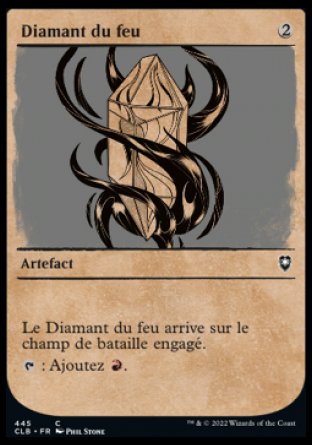 Diamant du feu 2
Artefact
Le Diamant du feu arrive sur le
champ de bataille engagé.
: Ajoutez .
445 C
CLB • FR Phil Stone ™ & © 2022 Wizards of the Coast